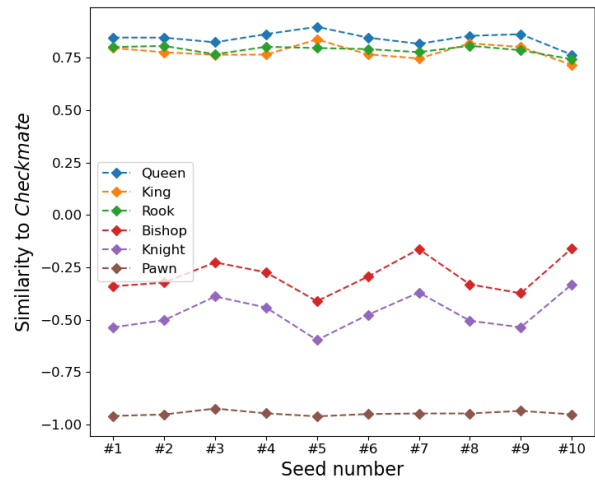 0.75
0.50
0.25
0.00
−0.25
−0.50
−0.75
−1.00
Similarity to Checkmate
Queen
King
Rook
Bishop
Knight
Pawn
#1 #2 #3 #4 #5 #6 #7 #8 #9 #10
Seed number